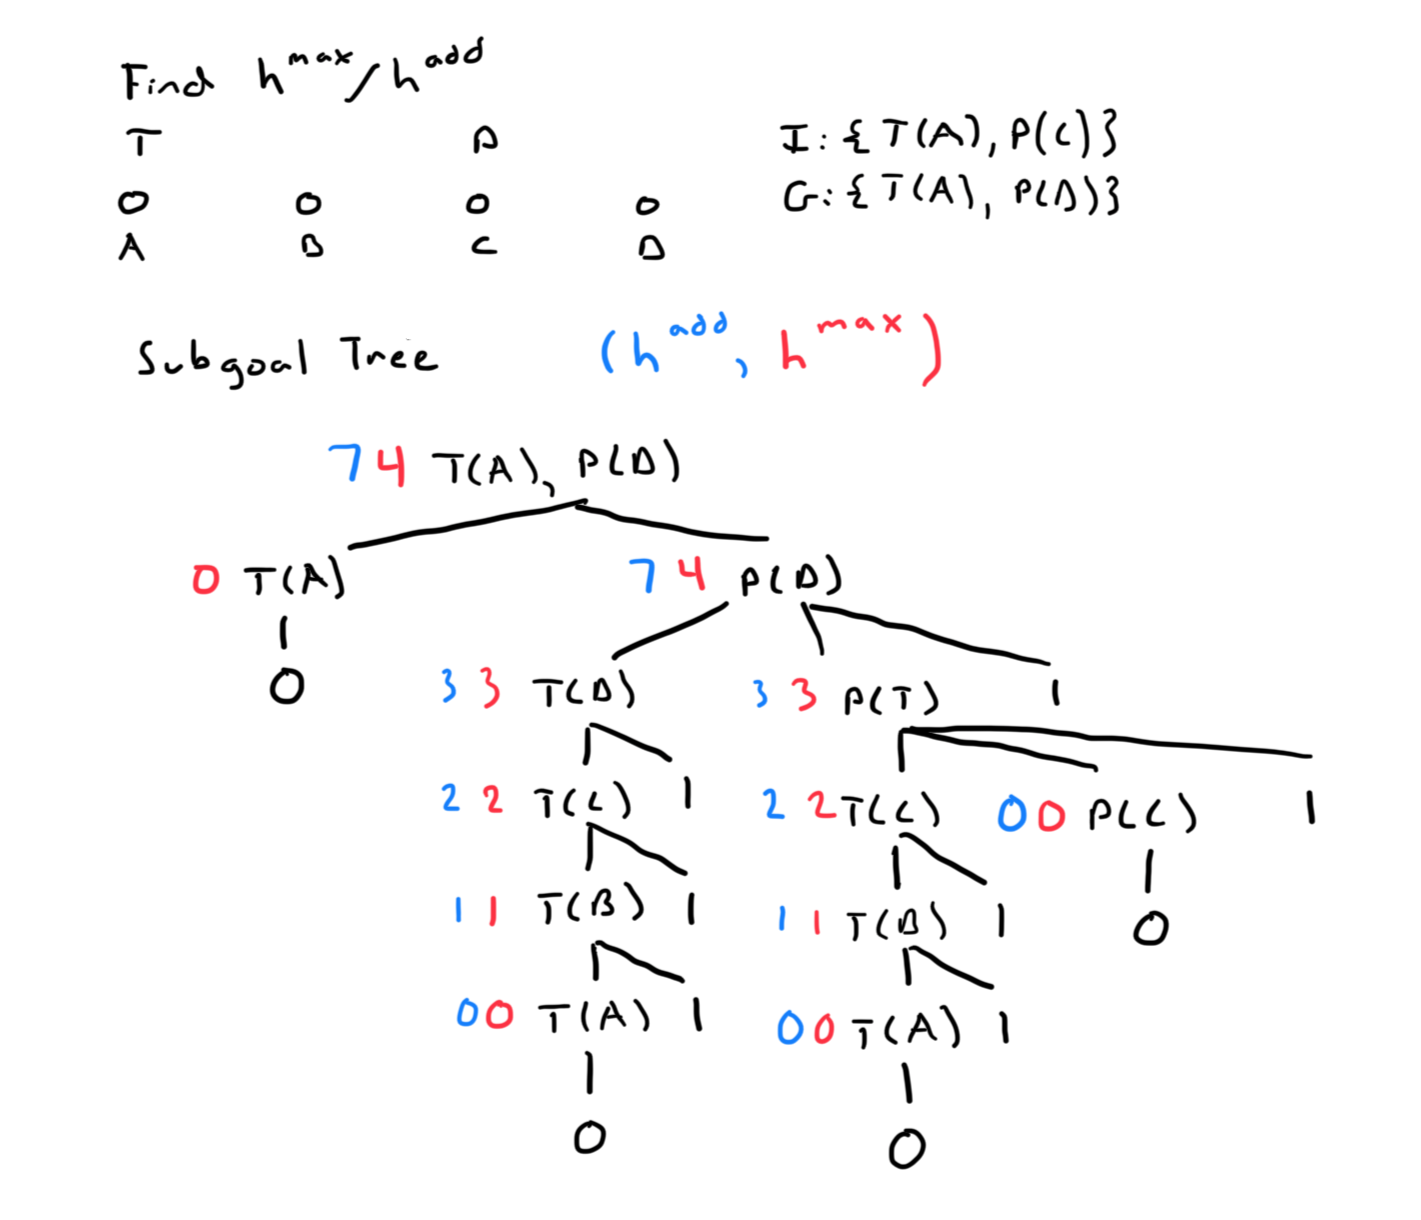 Find h^max/h^add
T P I: { T(A), P(C) }
O O O O G: { T(A), P(D) }
A B C D
Subgoal Tree (h^add, h^max)
7 4 T(A), P(D)
0 T(A) 7 4 P(D)
0 3 3 T(D) 3 3 P(T) 1
2 2 T(C) 1 2 2 T(C) 0 0 P(C) 1
1 1 T(B) 1 1 1 T(B) 1 0
0 0 T(A) 1 0 0 T(A) 1
0 0